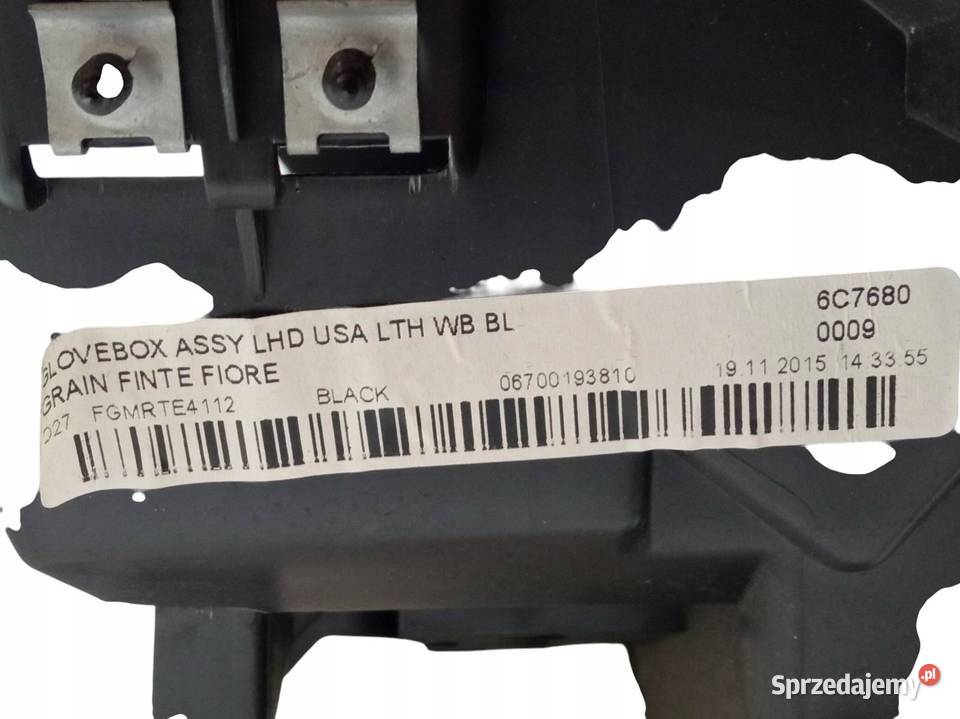 GLOVEBOX ASSY LHD USA LTH WB BL
GRAIN FINTE FIORE
6C7680
0009
027 FGMRTE4112 BLACK 06700193810 19.11.2015 14.33.55
Sprzedajemy.pl